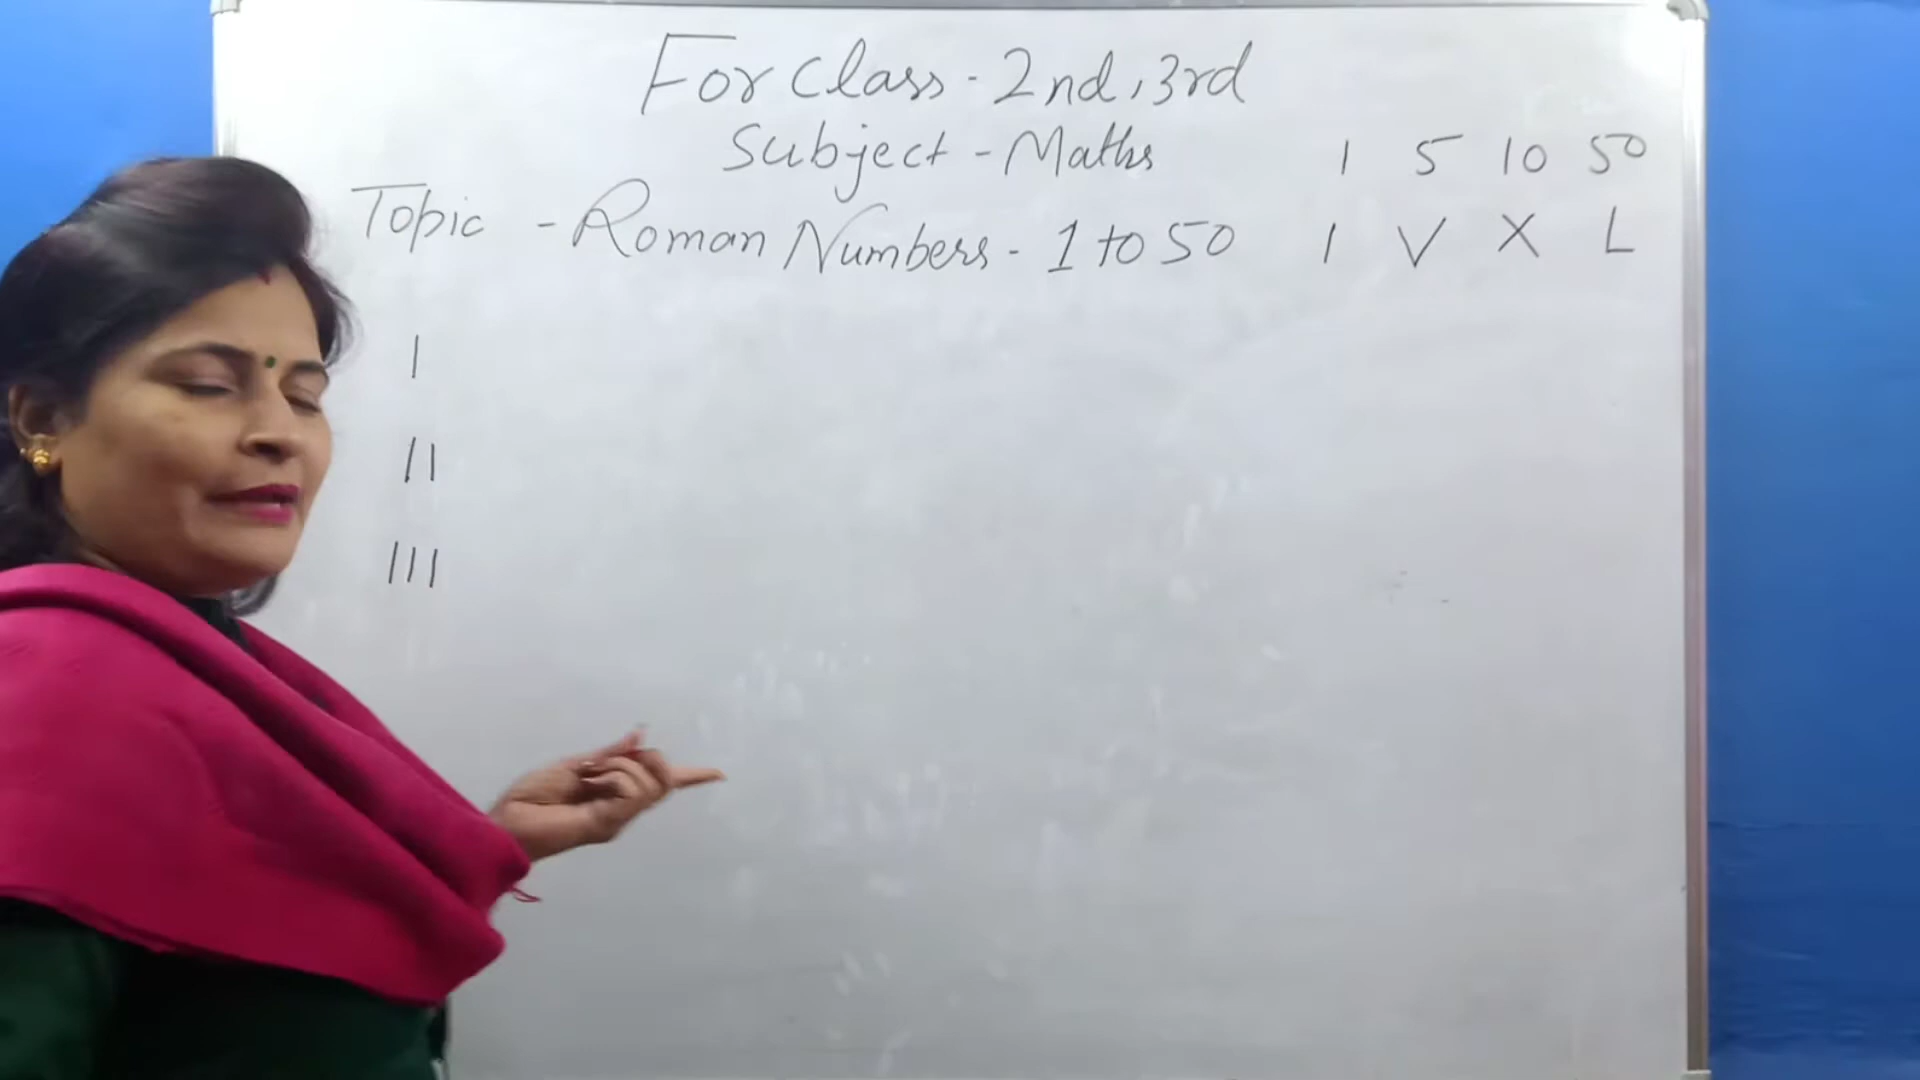 For Class - 2nd, 3rd
Subject - Maths
1 5 10 50
Topic - Roman Numbers - 1 to 50
I V X L
I
II
III